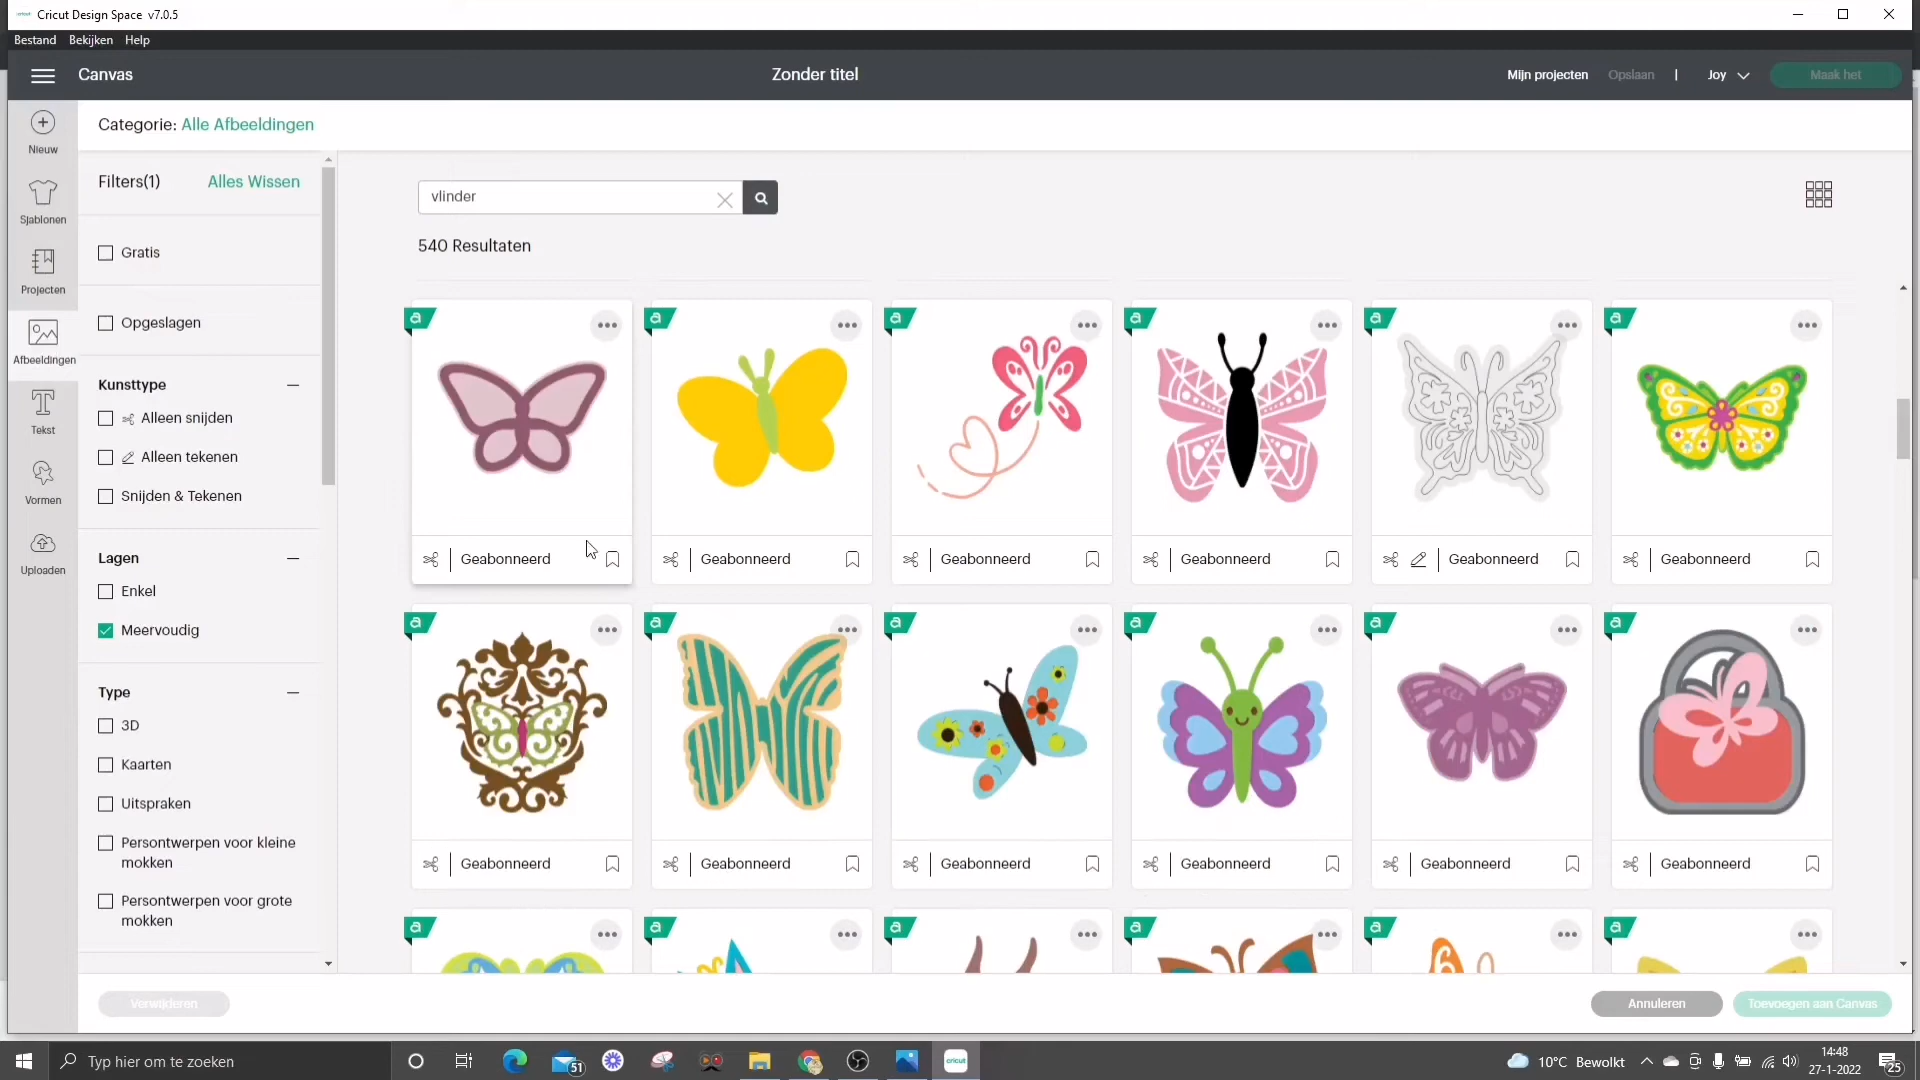 Cricut Design Space v7.0.5
Bestand Bekijken Help
Canvas
Zonder titel
Mijn projecten Opslaan | Joy
Maak het
Nieuw
Sjablonen
Projecten
Afbeeldingen
Tekst
Vormen
Uploaden
Categorie: Alle Afbeeldingen
Filters(1) Alles Wissen
Gratis
Opgeslagen
Kunsttype
Alleen snijden
Alleen tekenen
Snijden & Tekenen
Lagen
Enkel
Meervoudig
Type
3D
Kaarten
Uitspraken
Persontwerpen voor kleine
mokken
Persontwerpen voor grote
mokken
vlinder
540 Resultaten
a a a a a a
Geabonneerd Geabonneerd Geabonneerd Geabonneerd Geabonneerd Geabonneerd
a a a a a a
Geabonneerd Geabonneerd Geabonneerd Geabonneerd Geabonneerd Geabonneerd
a a a a a a
Verwijderen
Annuleren
Toevoegen aan Canvas
Typ hier om te zoeken
51
cricut
10°C Bewolkt
14:48
27-1-2022
25